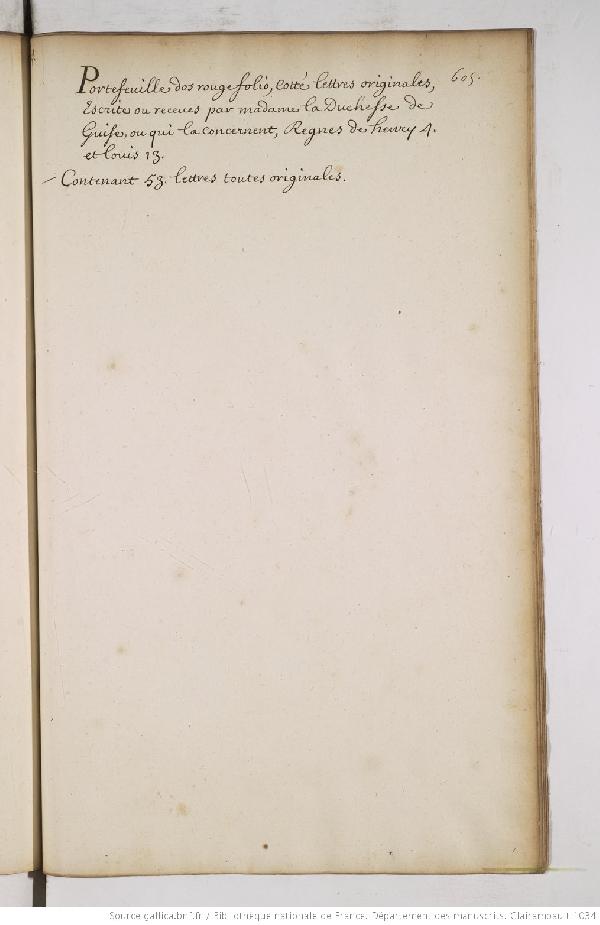 605.
Portefeuille dos rouge folio, Cotté lettres originales,
Escrite ou receues par madame la Duchesse de
Guise, ou qui la concernent, Regnes de henry 4.
et Louis 13.
Contenant 53. lettres toutes originales.
Source gallica.bnf.fr / Bibliothèque nationale de France. Département des manuscrits. Clairambault 1034